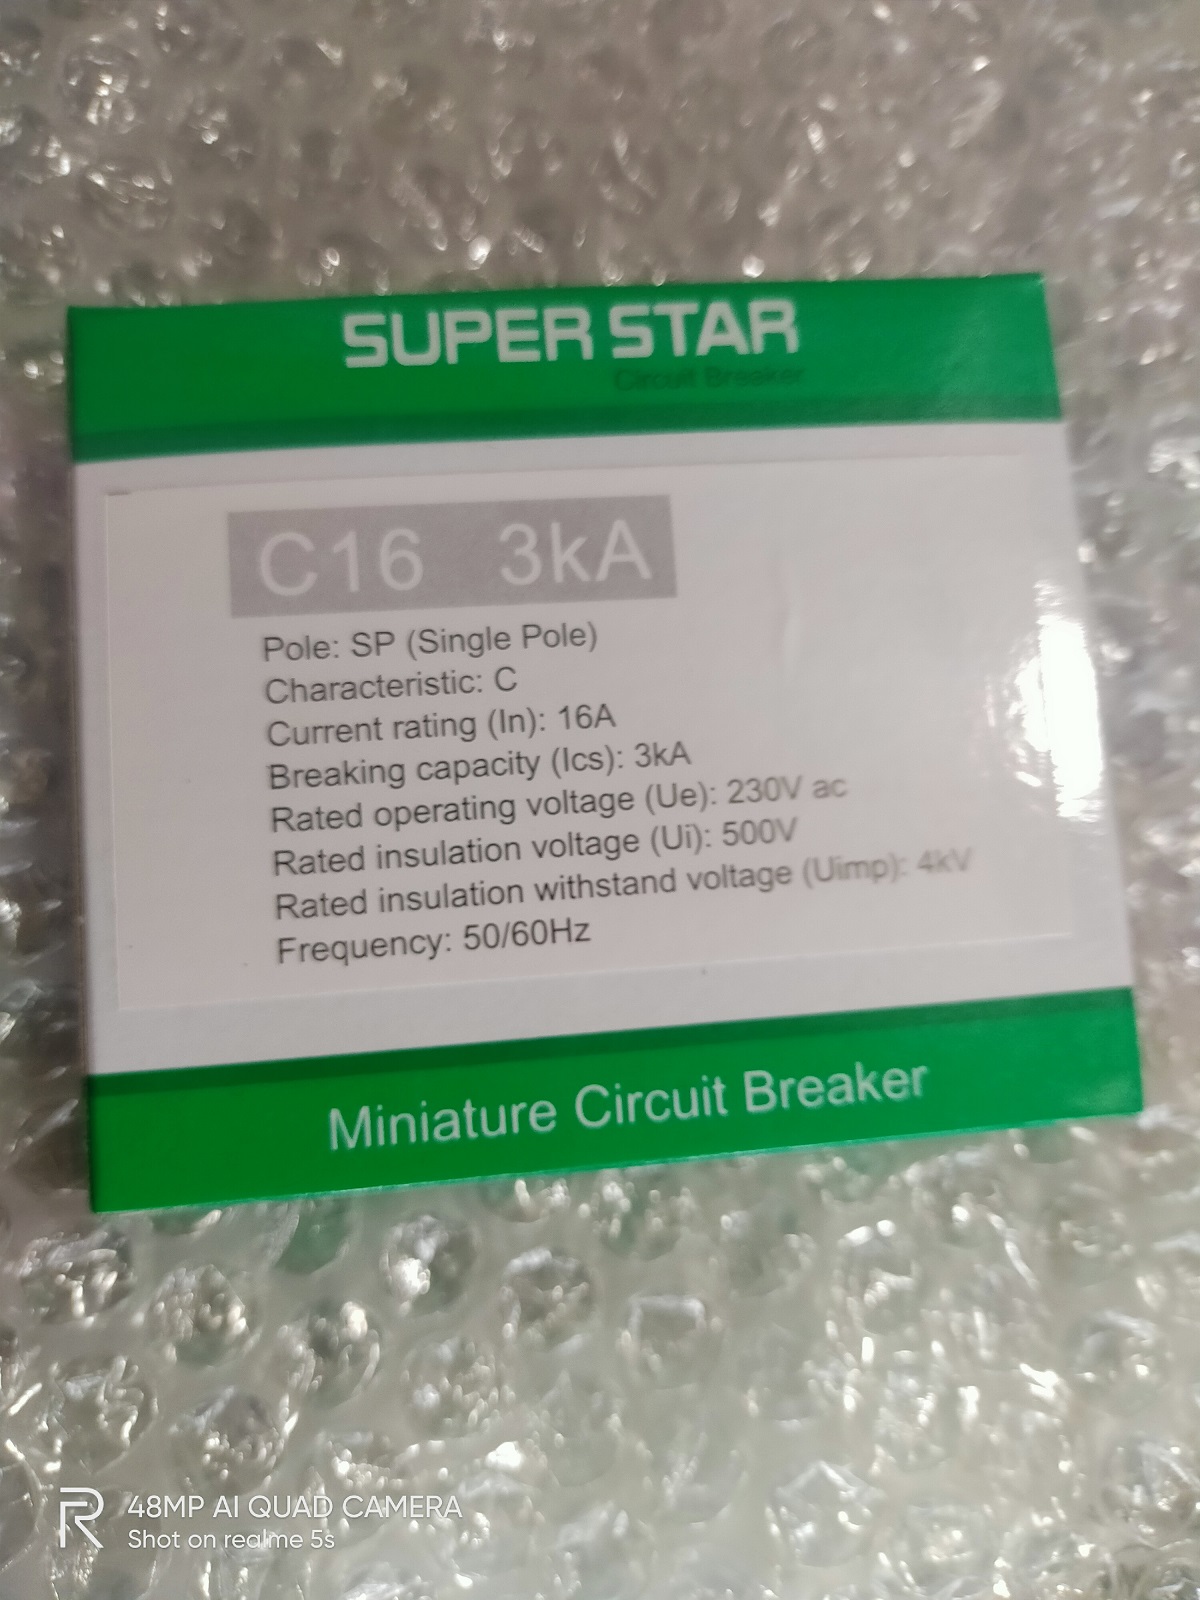 SUPER STAR
Circuit Breaker
C16 3kA
Pole: SP (Single Pole)
Characteristic: C
Current rating (In): 16A
Breaking capacity (Ics): 3kA
Rated operating voltage (Ue): 230V ac
Rated insulation voltage (Ui): 500V
Rated insulation withstand voltage (Uimp): 4kV
Frequency: 50/60Hz
Miniature Circuit Breaker
R 48MP AI QUAD CAMERA
Shot on realme 5s